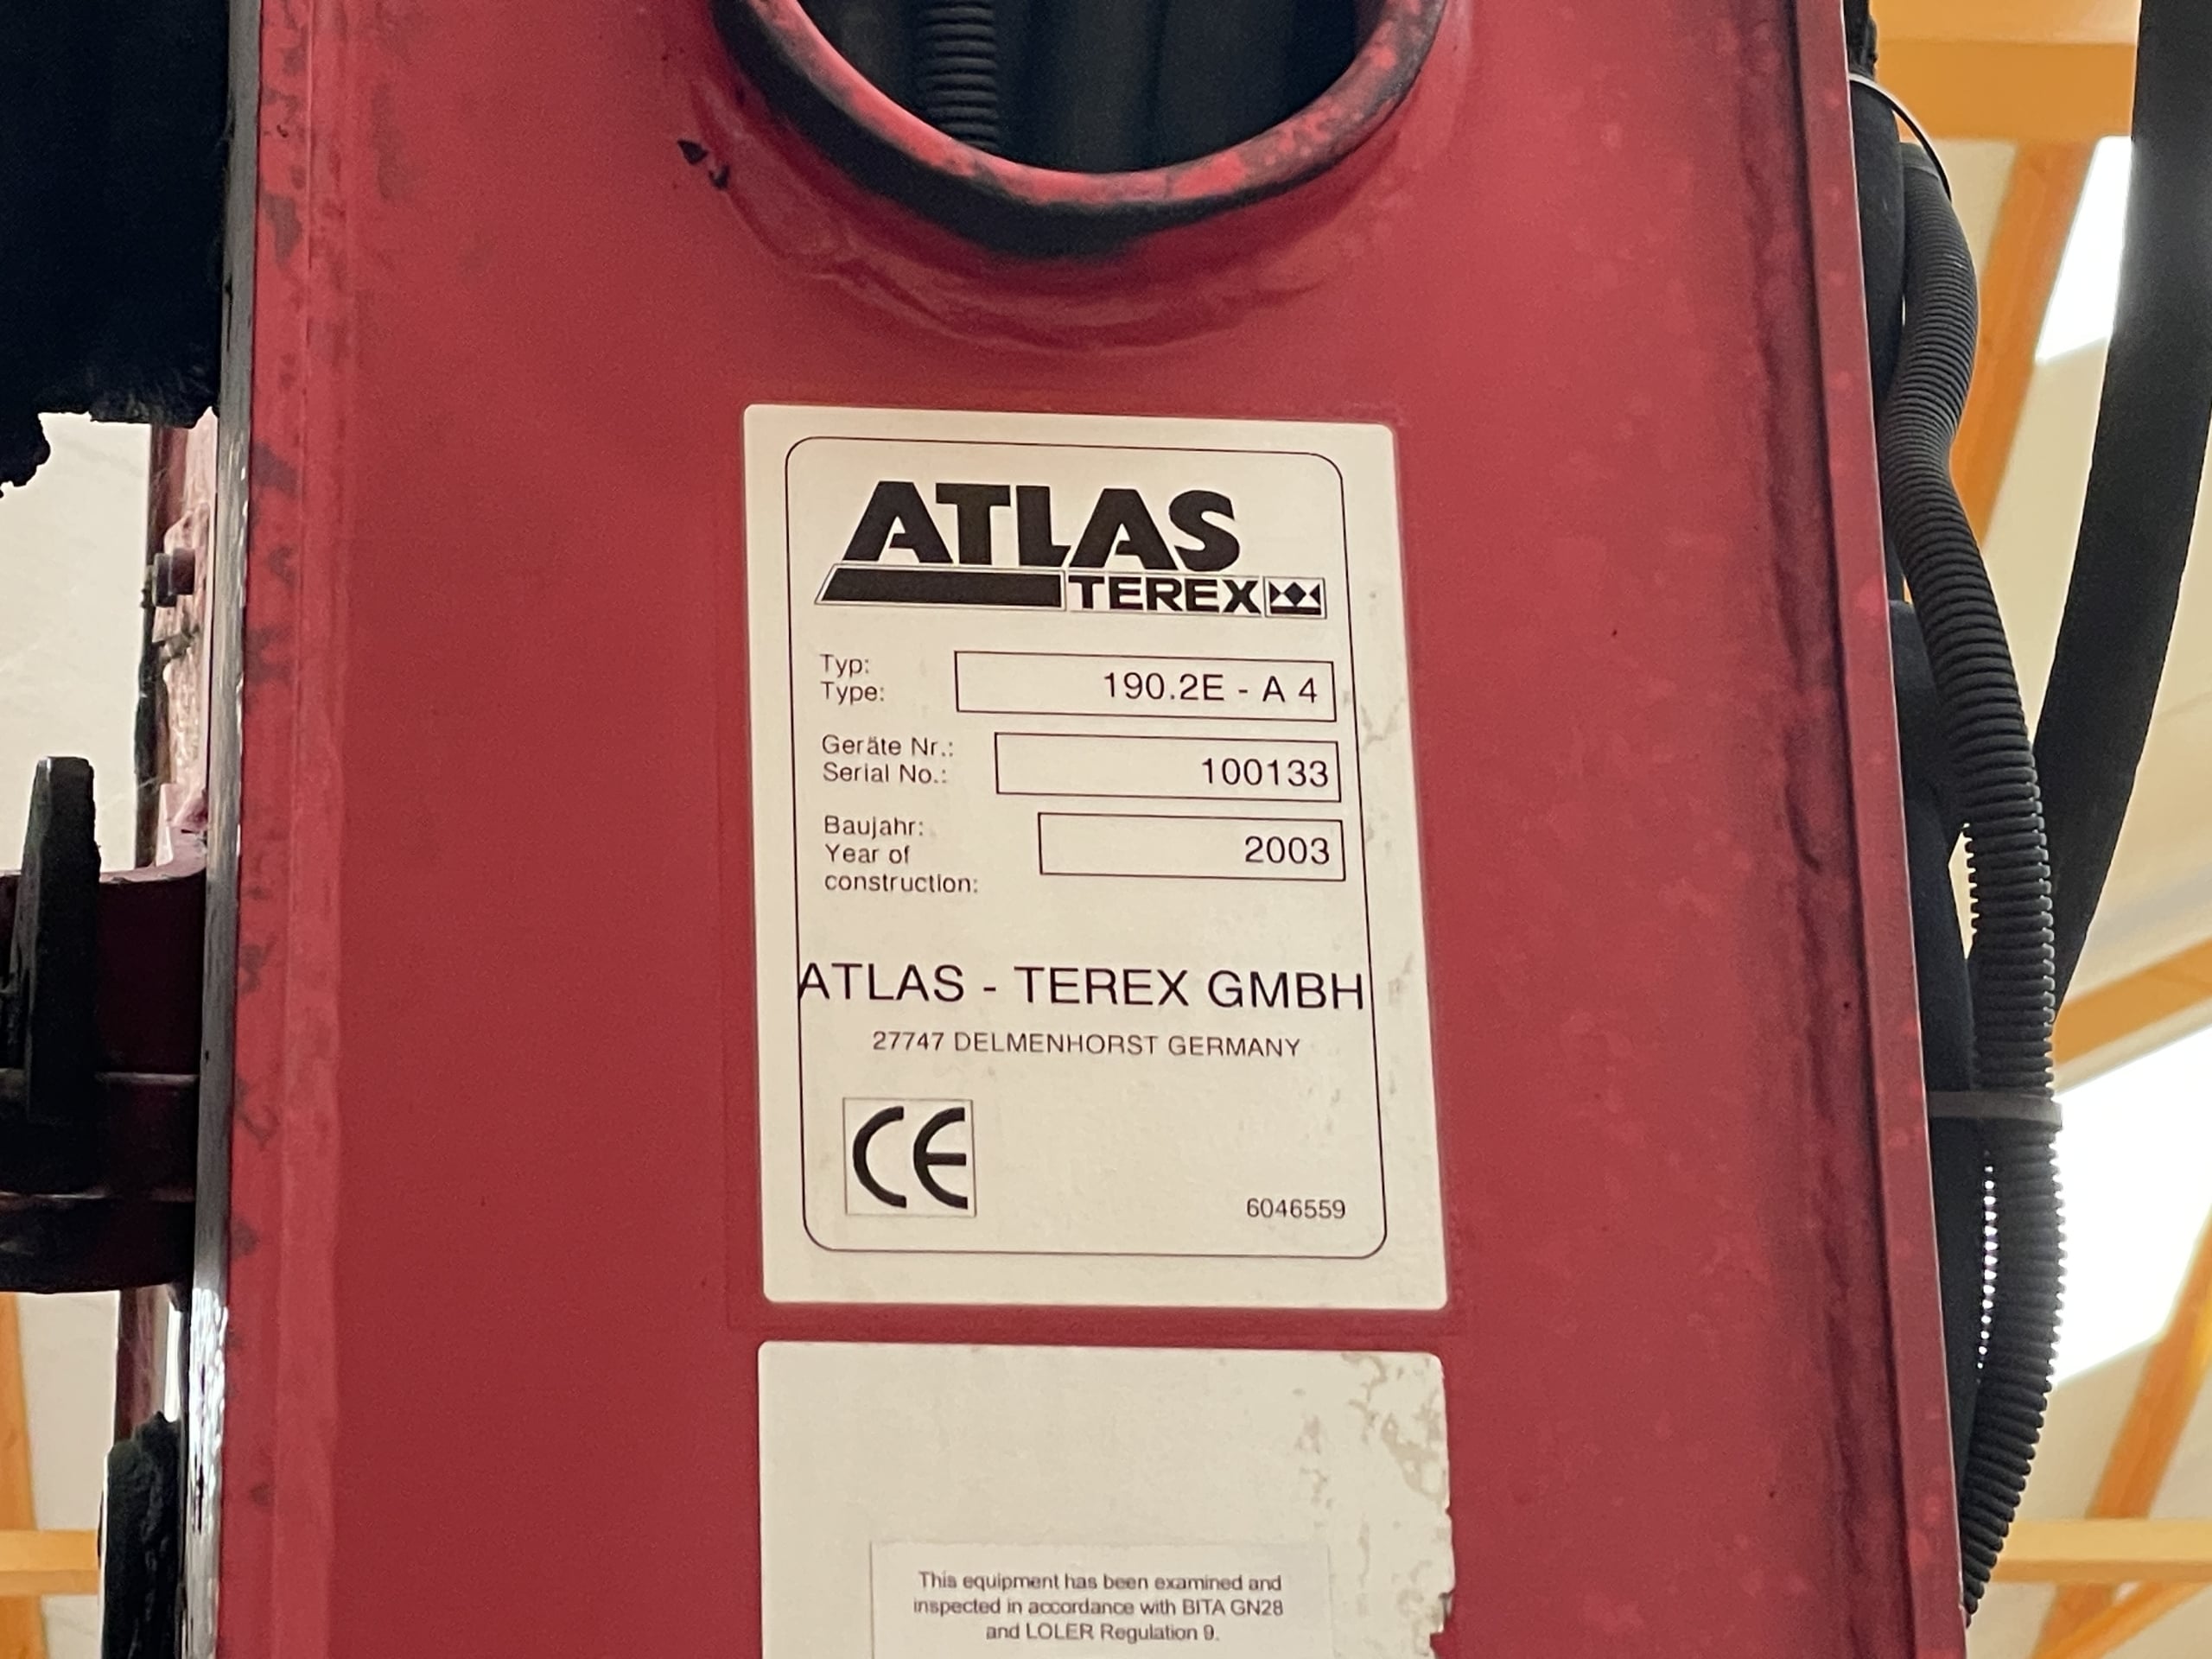 ATLAS
TEREX
Typ:
Type:
190.2E - A 4
Geräte Nr.:
Serial No.:
100133
Baujahr:
Year of
construction:
2003
ATLAS - TEREX GMBH
27747 DELMENHORST GERMANY
CE
6046559
This equipment has been examined and
inspected in accordance with BITA GN28
and LOLER Regulation 9.